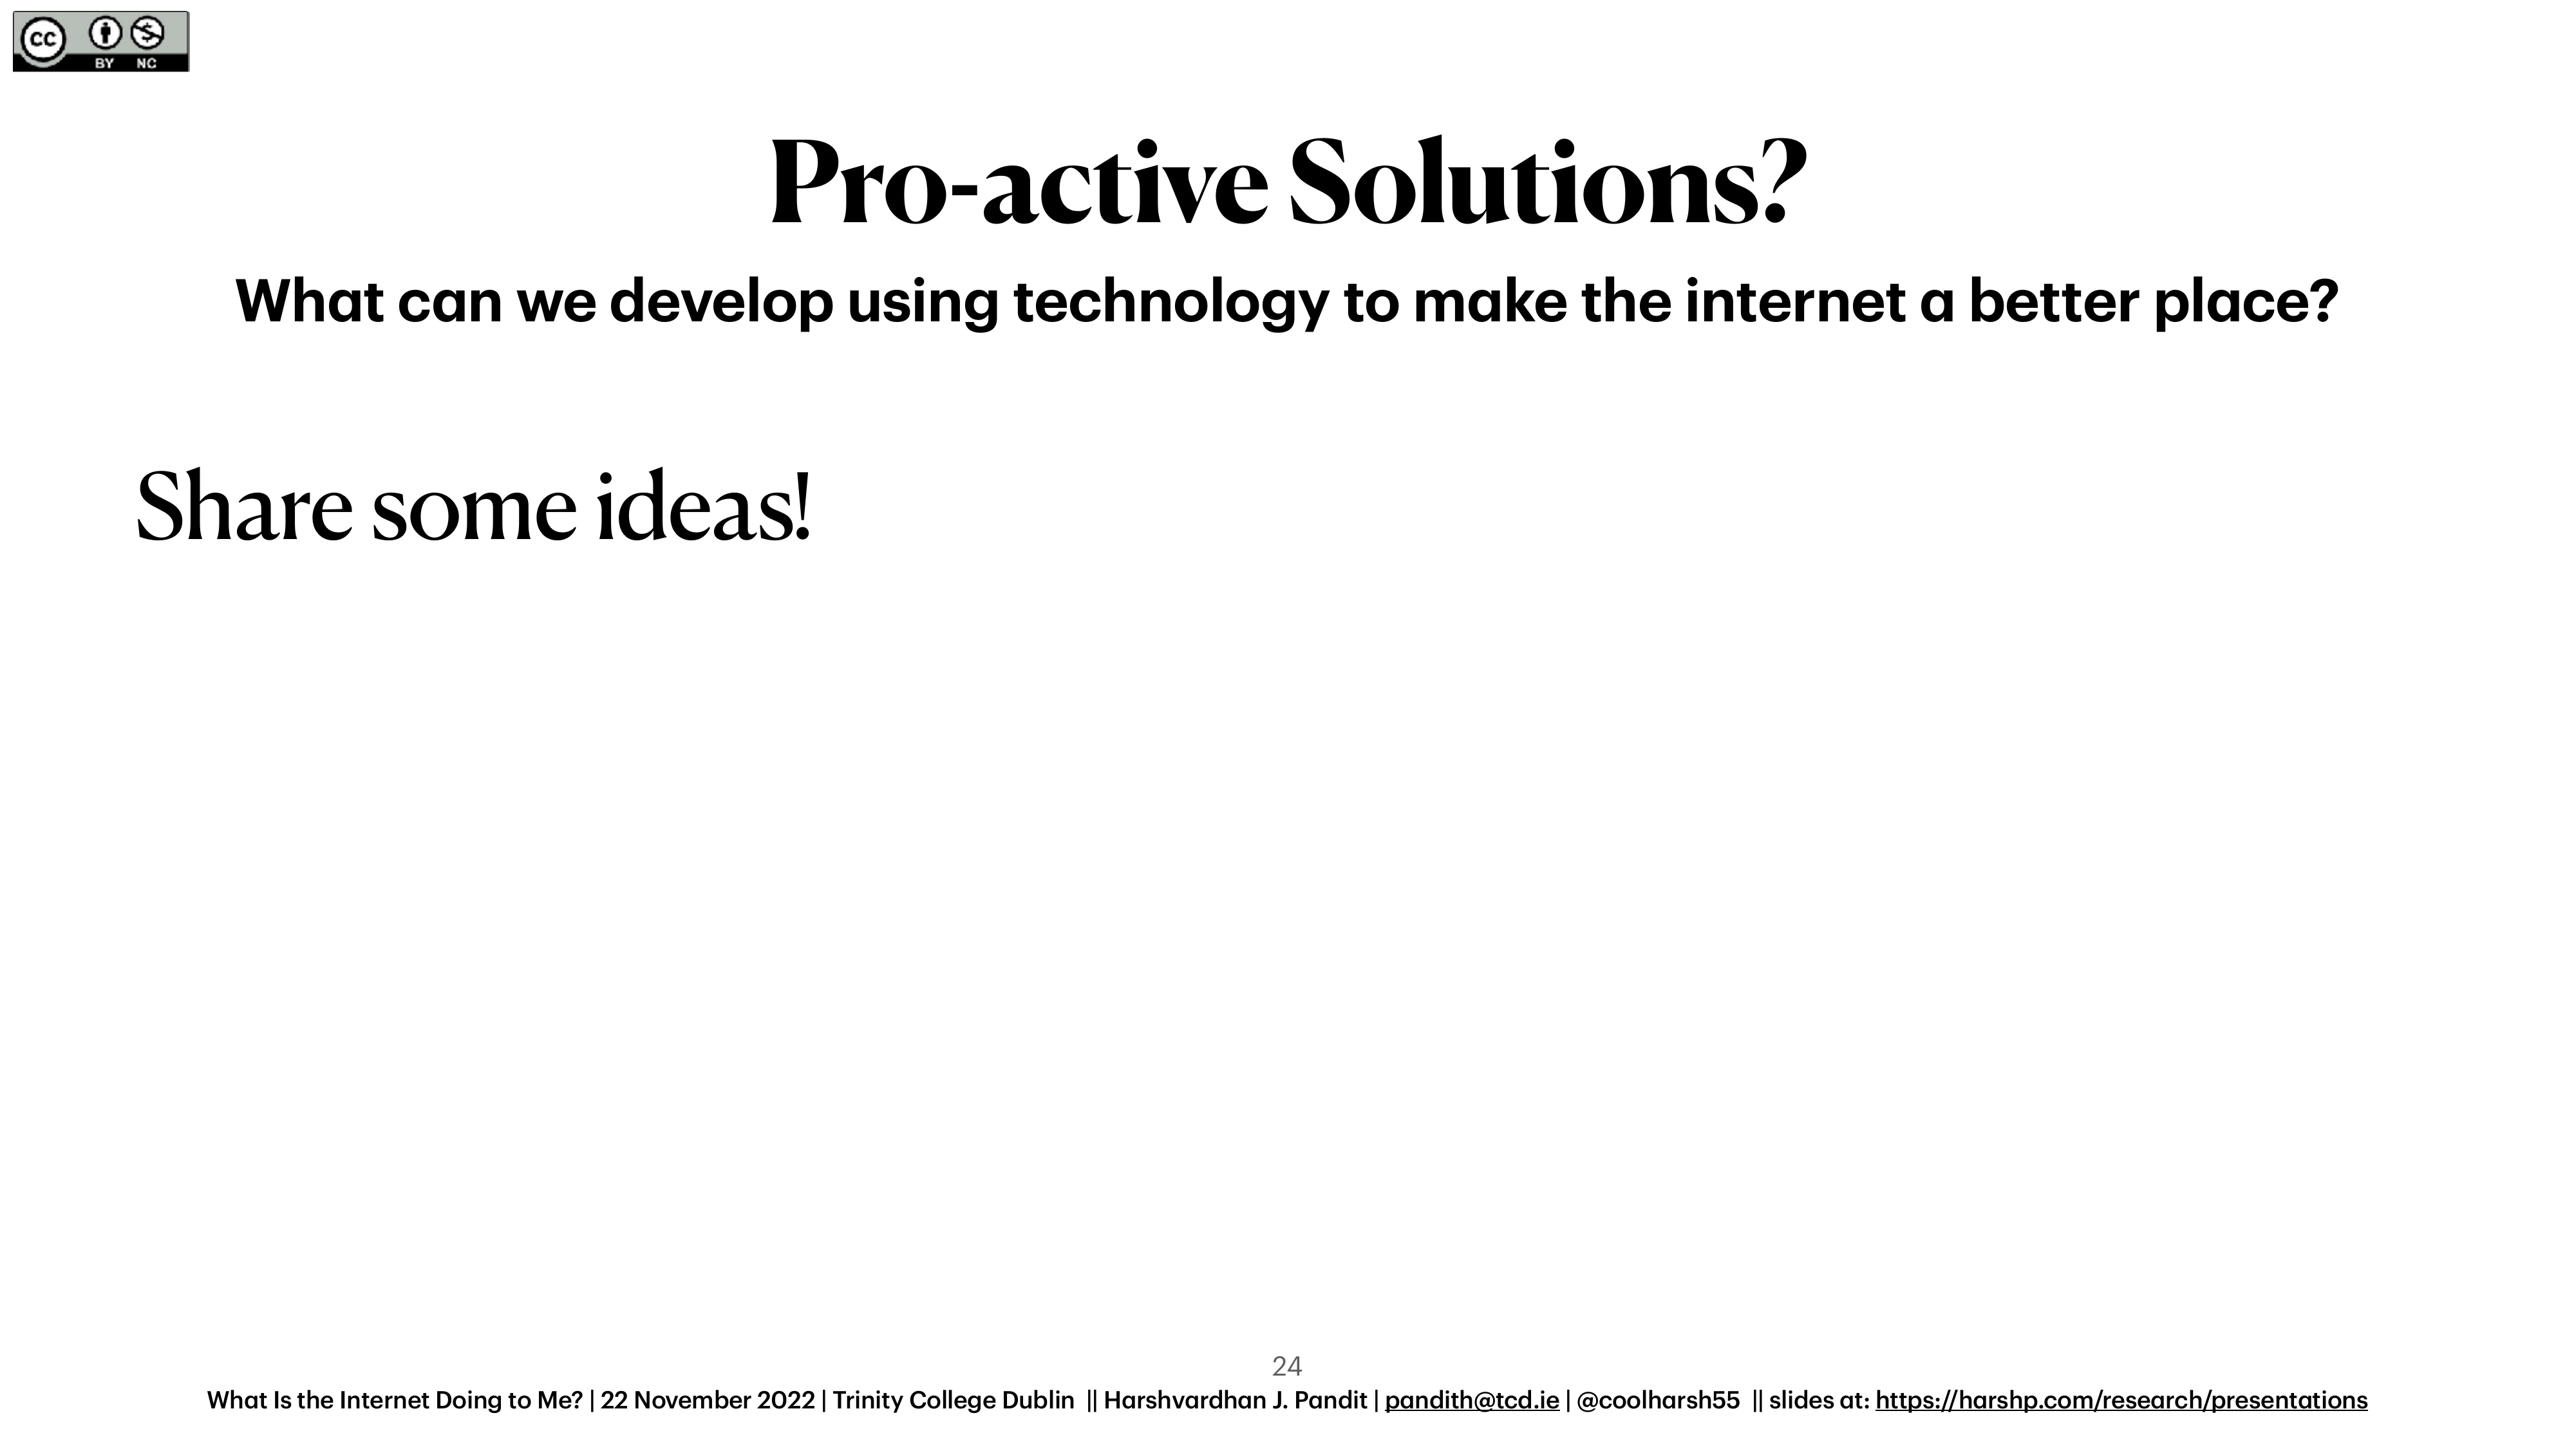 cc
BY NC
Pro-active Solutions?
What can we develop using technology to make the internet a better place?
Share some ideas!
24
What Is the Internet Doing to Me? | 22 November 2022 | Trinity College Dublin || Harshvardhan J. Pandit | pandith@tcd.ie | @coolharsh55 || slides at: https://harshp.com/research/presentations